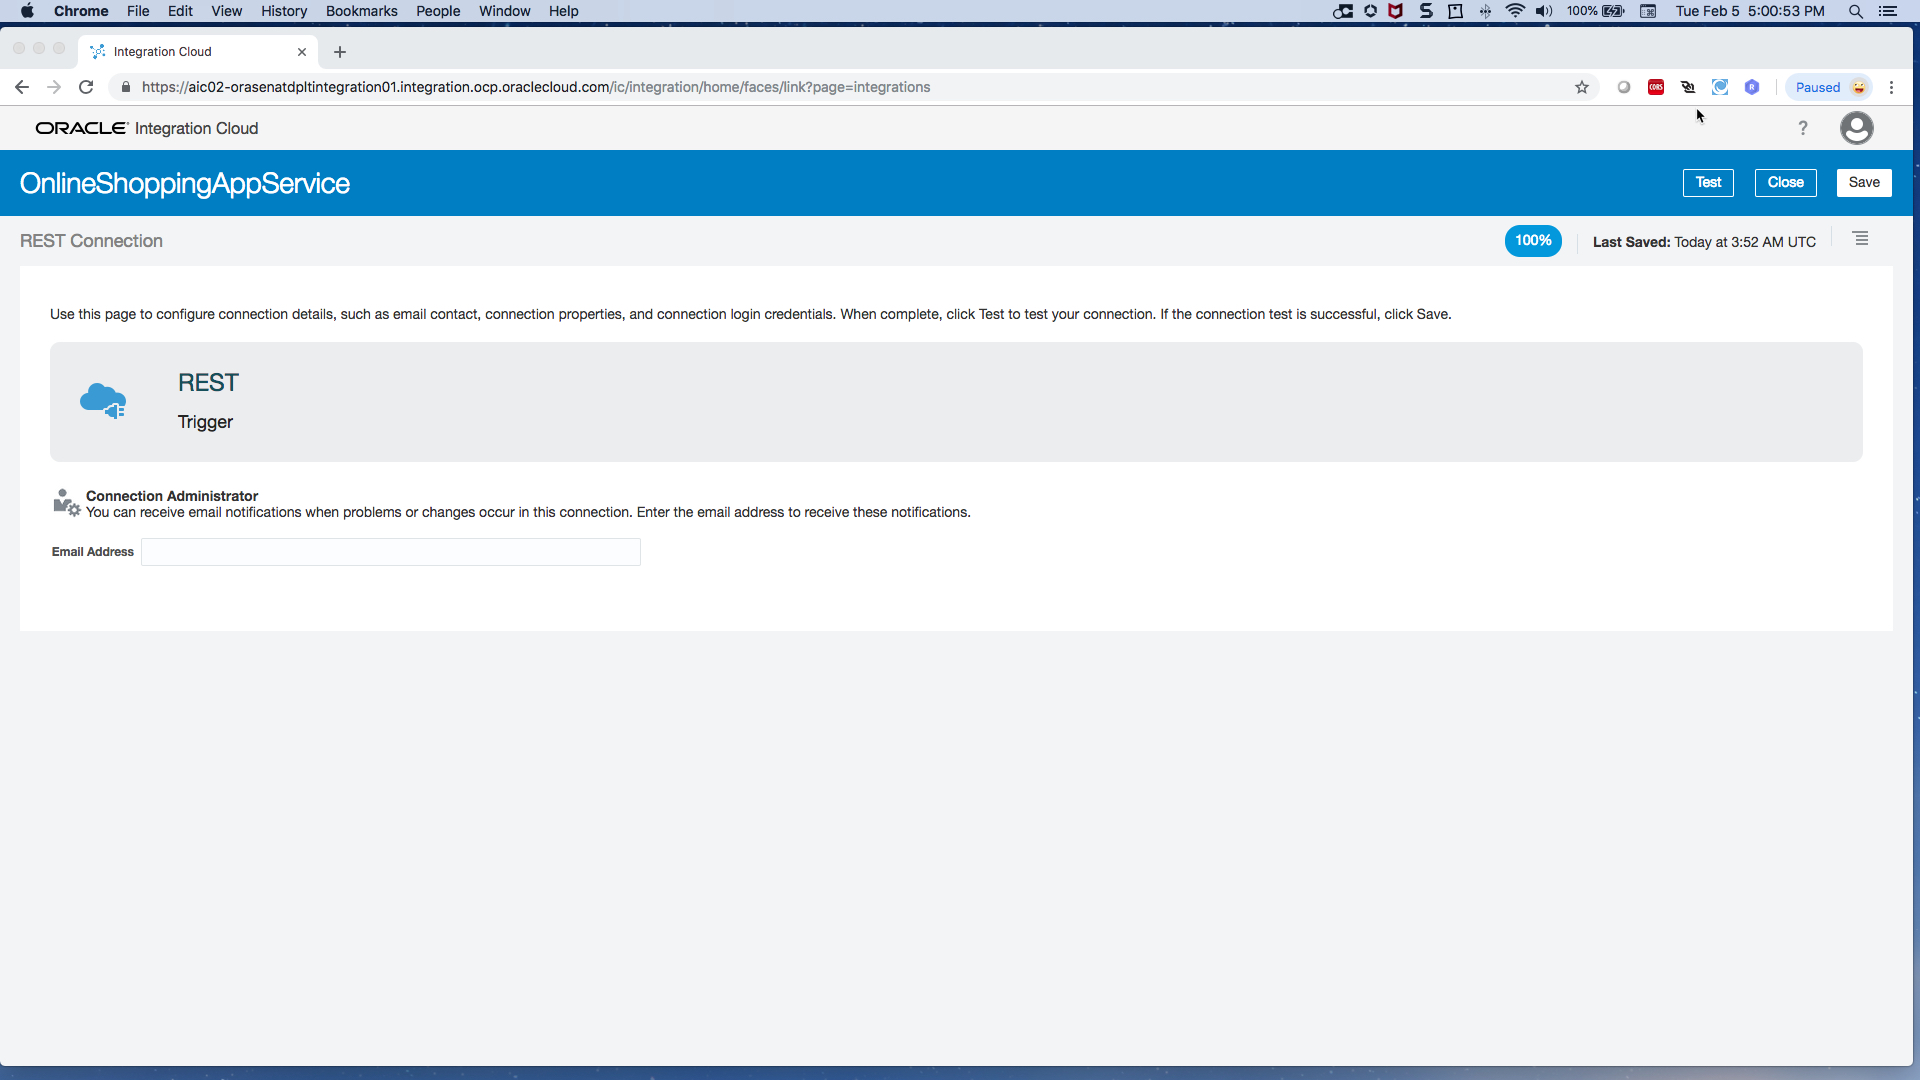 Chrome File Edit View History Bookmarks People Window Help 100% Tue Feb 5 5:00:53 PM
Integration Cloud
https://aic02-orasenatdpltintegration01.integration.ocp.oraclecloud.com/ic/integration/home/faces/link?page=integrations CORS R Paused
ORACLE Integration Cloud ?
OnlineShoppingAppService Test Close Save
REST Connection 100% Last Saved: Today at 3:52 AM UTC
Use this page to configure connection details, such as email contact, connection properties, and connection login credentials. When complete, click Test to test your connection. If the connection test is successful, click Save.
REST
Trigger
Connection Administrator
You can receive email notifications when problems or changes occur in this connection. Enter the email address to receive these notifications.
Email Address